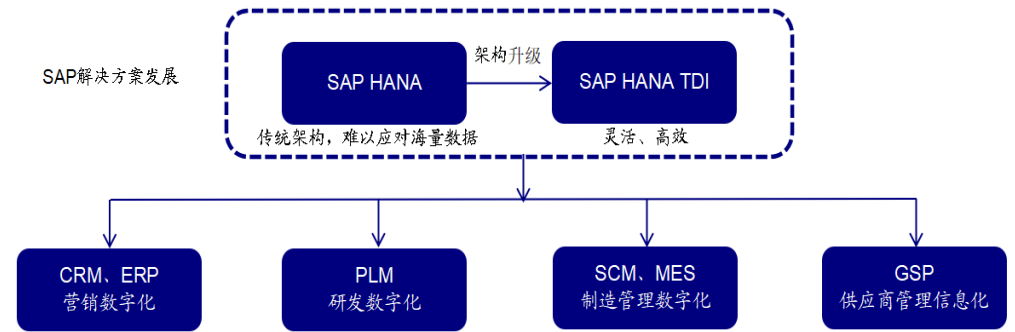 架构升级
SAP解决方案发展
SAP HANA
SAP HANA TDI
传统架构，难以应对海量数据
灵活、高效
CRM、ERP
营销数字化
PLM
研发数字化
SCM、MES
制造管理数字化
GSP
供应商管理信息化